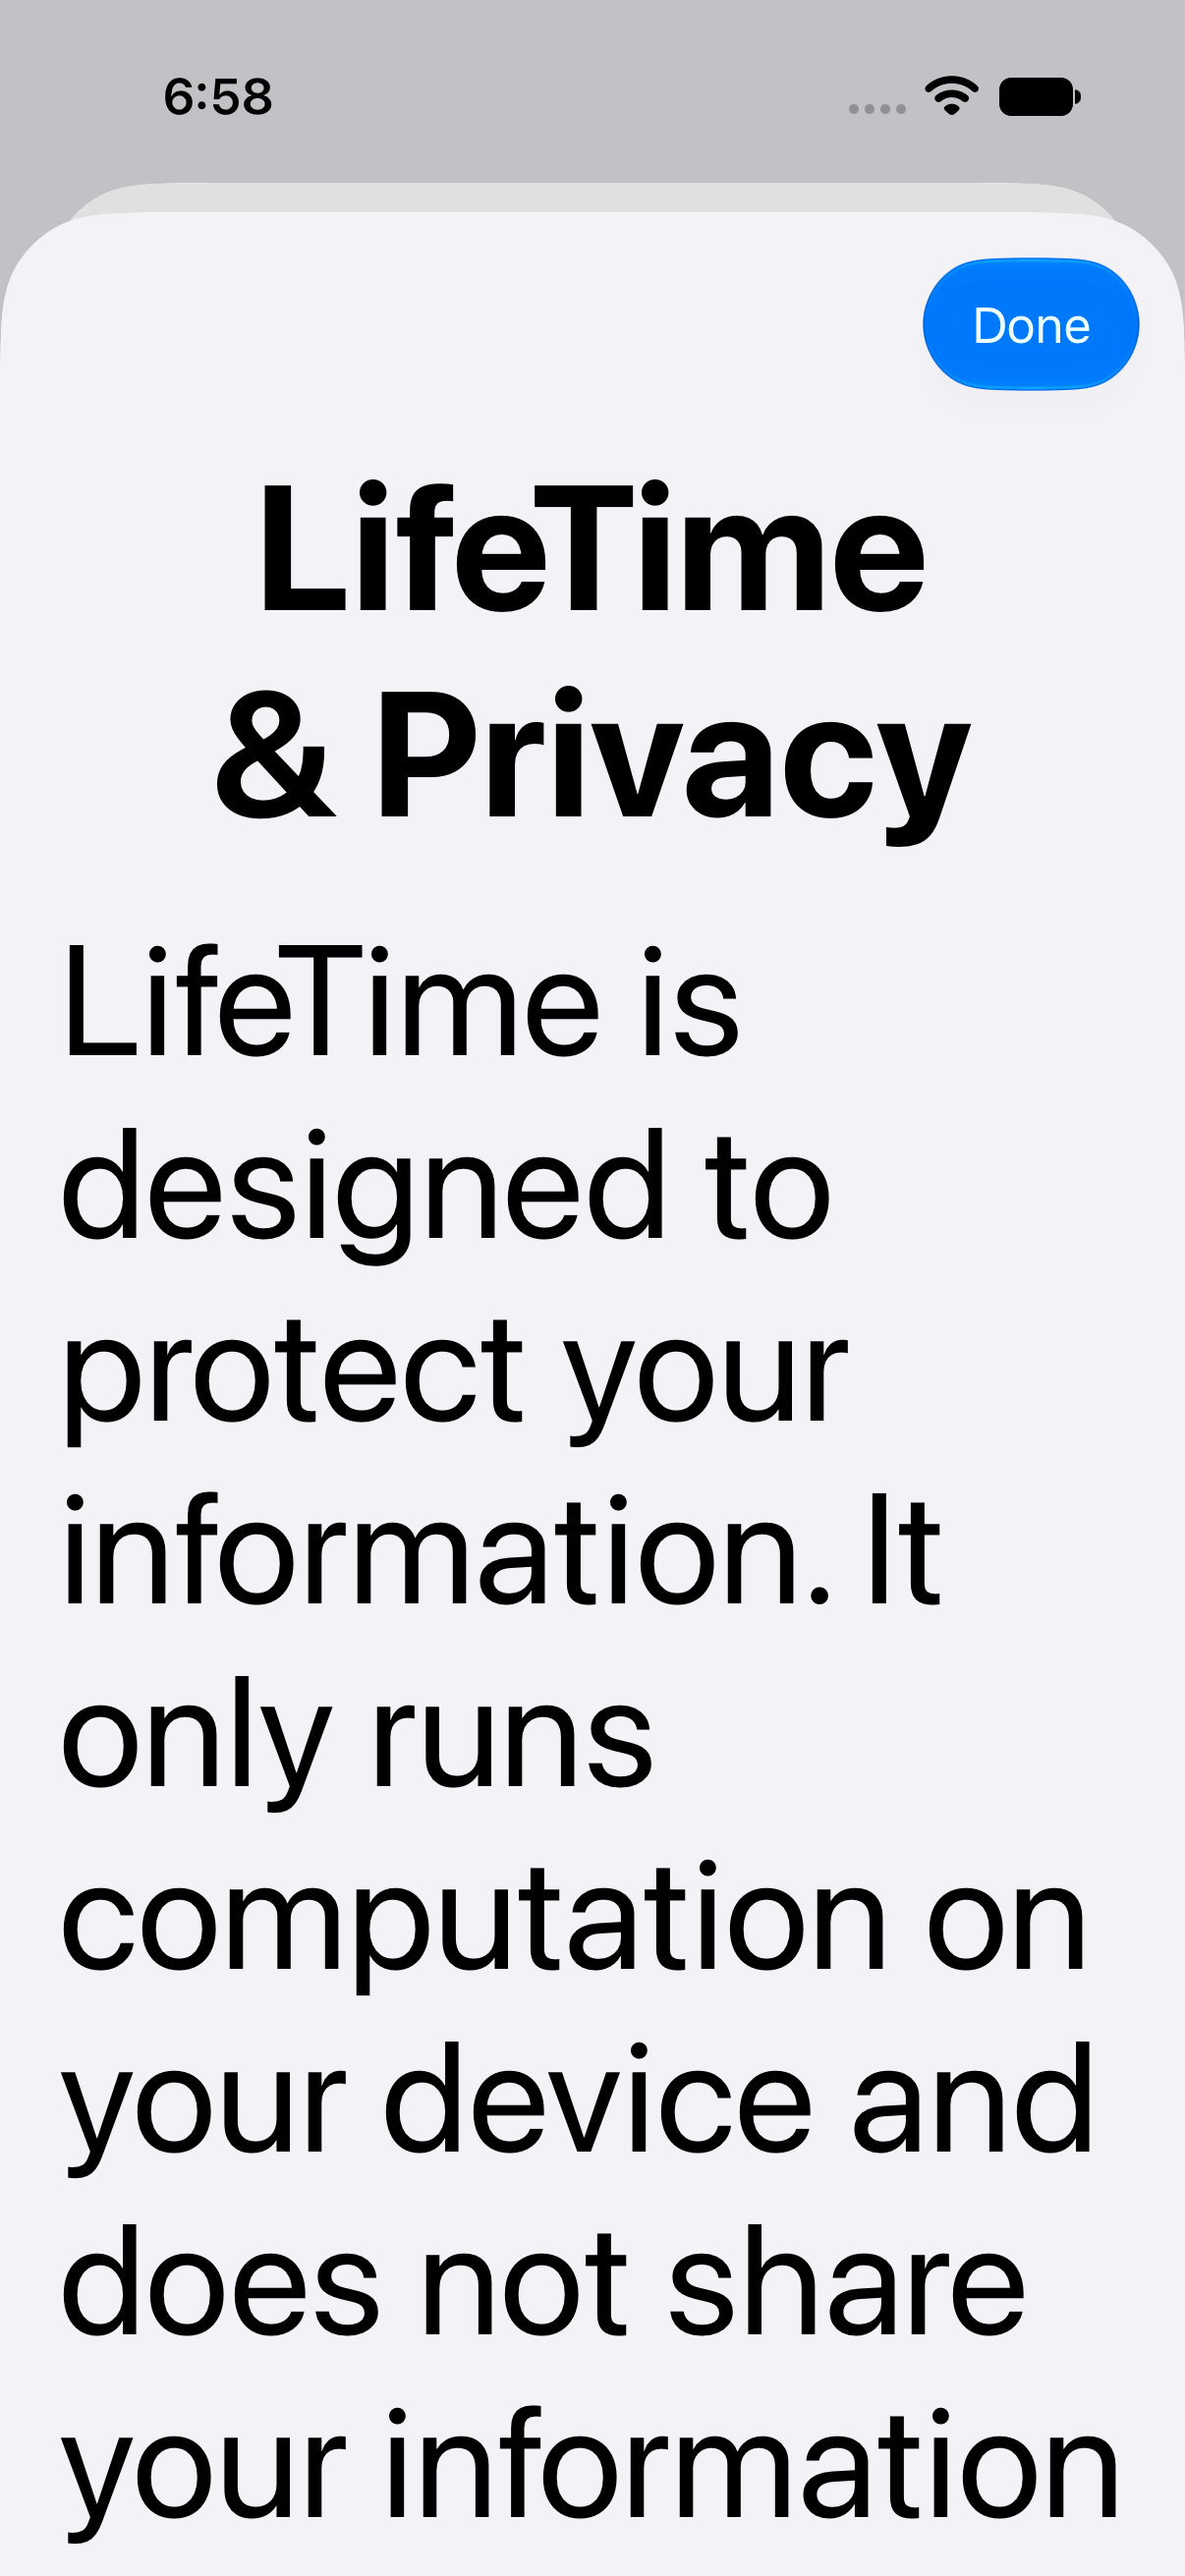 6:58
Done
LifeTime
& Privacy
LifeTime is
designed to
protect your
information. It
only runs
computation on
your device and
does not share
your information